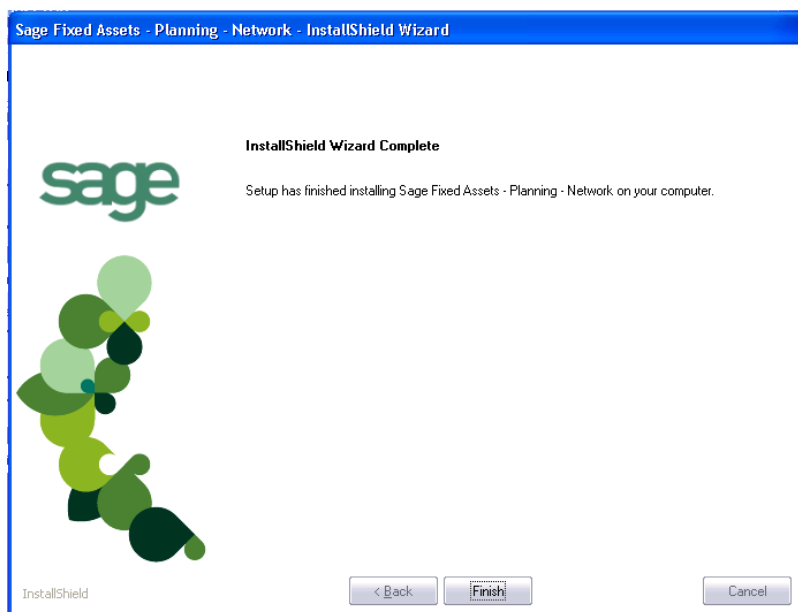 Sage Fixed Assets - Planning - Network - InstallShield Wizard
InstallShield Wizard Complete
sage
Setup has finished installing Sage Fixed Assets - Planning - Network on your computer.
InstallShield
< Back
Finish
Cancel